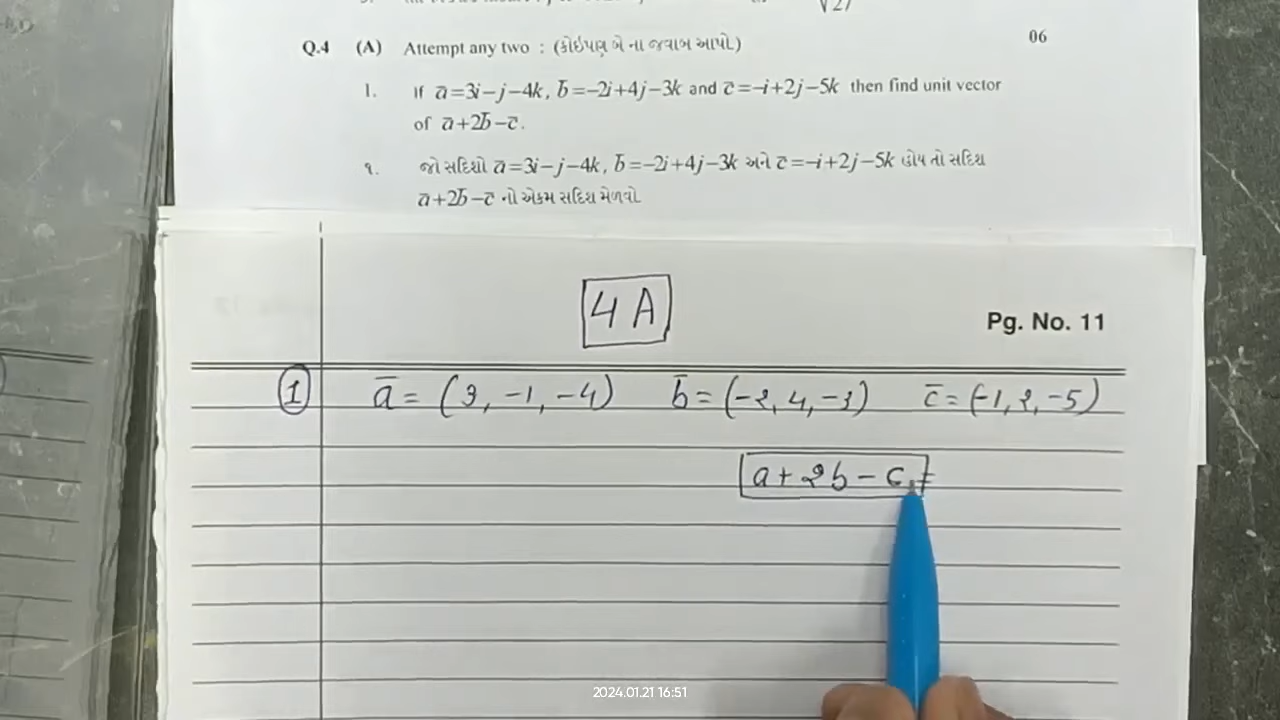 Q.4 (A) Attempt any two : (કોઇપણ બે ના જવાબ આપો) 06
1. If a̅=3i−j−4k, b̅=−2i+4j−3k and c̅=−i+2j−5k then find unit vector
of a̅+2b̅−c̅.
૧. જો સદિશો a̅=3i−j−4k, b̅=−2i+4j−3k અને c̅=−i+2j−5k હોય તો સદિશ
a̅+2b̅−c̅ નો એકમ સદિશ મેળવો
4 A
Pg. No. 11
1 a̅ = (3, -1, -4) b̅ = (-2, 4, -3) c̅ = (-1, 2, -5)
a + 2b - c =
2024.01.21 16:51